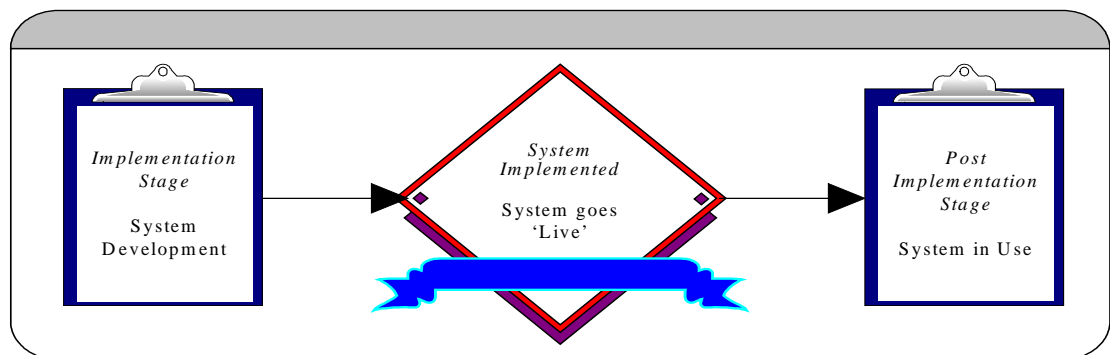 Implementation
Stage
System
Development
System
Implemented
System goes
‘Live’
Post
Implementation
Stage
System in Use